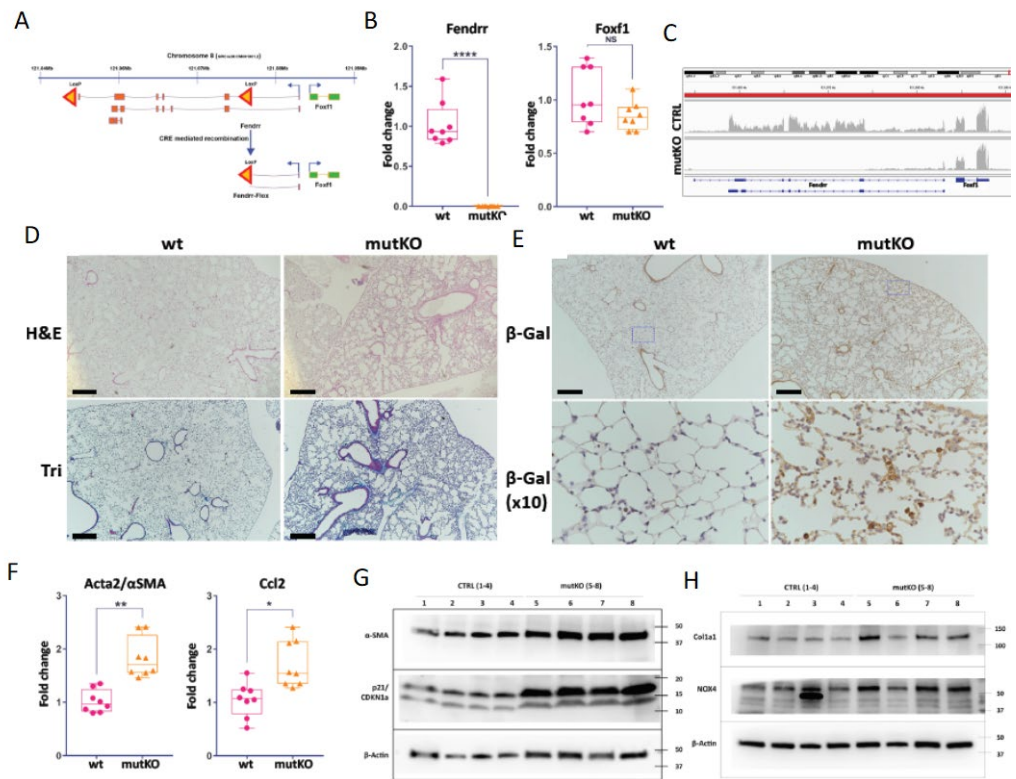 A
Chromosome 8
LoxP
LoxP
Foxf1
Fendrr
CRE mediated recombination
LoxP
Foxf1
Fendrr-Flox
B
Fendrr
****
Fold change
2.0
1.5
1.0
0.5
0.0
wt
mutKO
Foxf1
NS
Fold change
1.5
1.0
0.5
0.0
wt
mutKO
C
CTRL
mutKO
Fendrr
Foxf1
D
wt
mutKO
H&E
Tri
E
wt
mutKO
β-Gal
β-Gal
(x10)
F
Acta2/αSMA
**
Fold change
3
2
1
0
wt
mutKO
Ccl2
*
Fold change
3
2
1
0
wt
mutKO
G
CTRL (1-4)
mutKO (5-8)
1 2 3 4 5 6 7 8
α-SMA
50
37
p21/
CDKN1a
20
15
10
β-Actin
50
37
H
CTRL (1-4)
mutKO (5-8)
1 2 3 4 5 6 7 8
Col1a1
150
100
NOX4
50
37
β-Actin
50
37